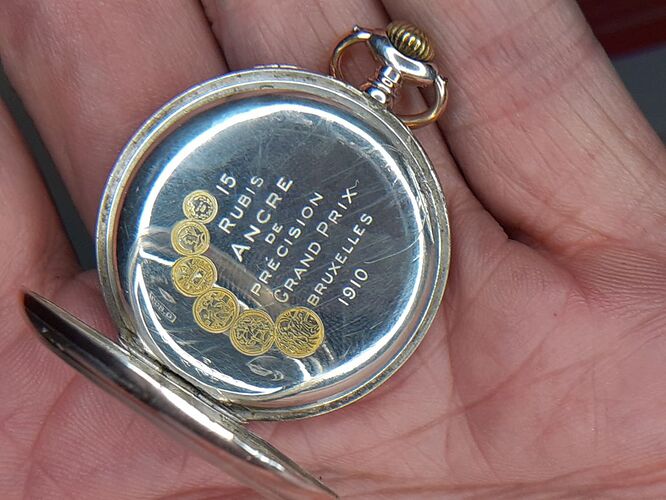 15
RUBIS
ANCRE
DE
PRÉCISION
GRAND PRIX
BRUXELLES
1910